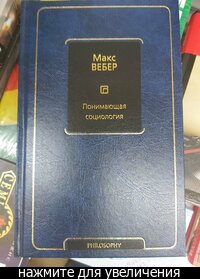 Макс
ВЕБЕР
Понимающая
социология
PHILOSOPHY
нажмите для увеличения